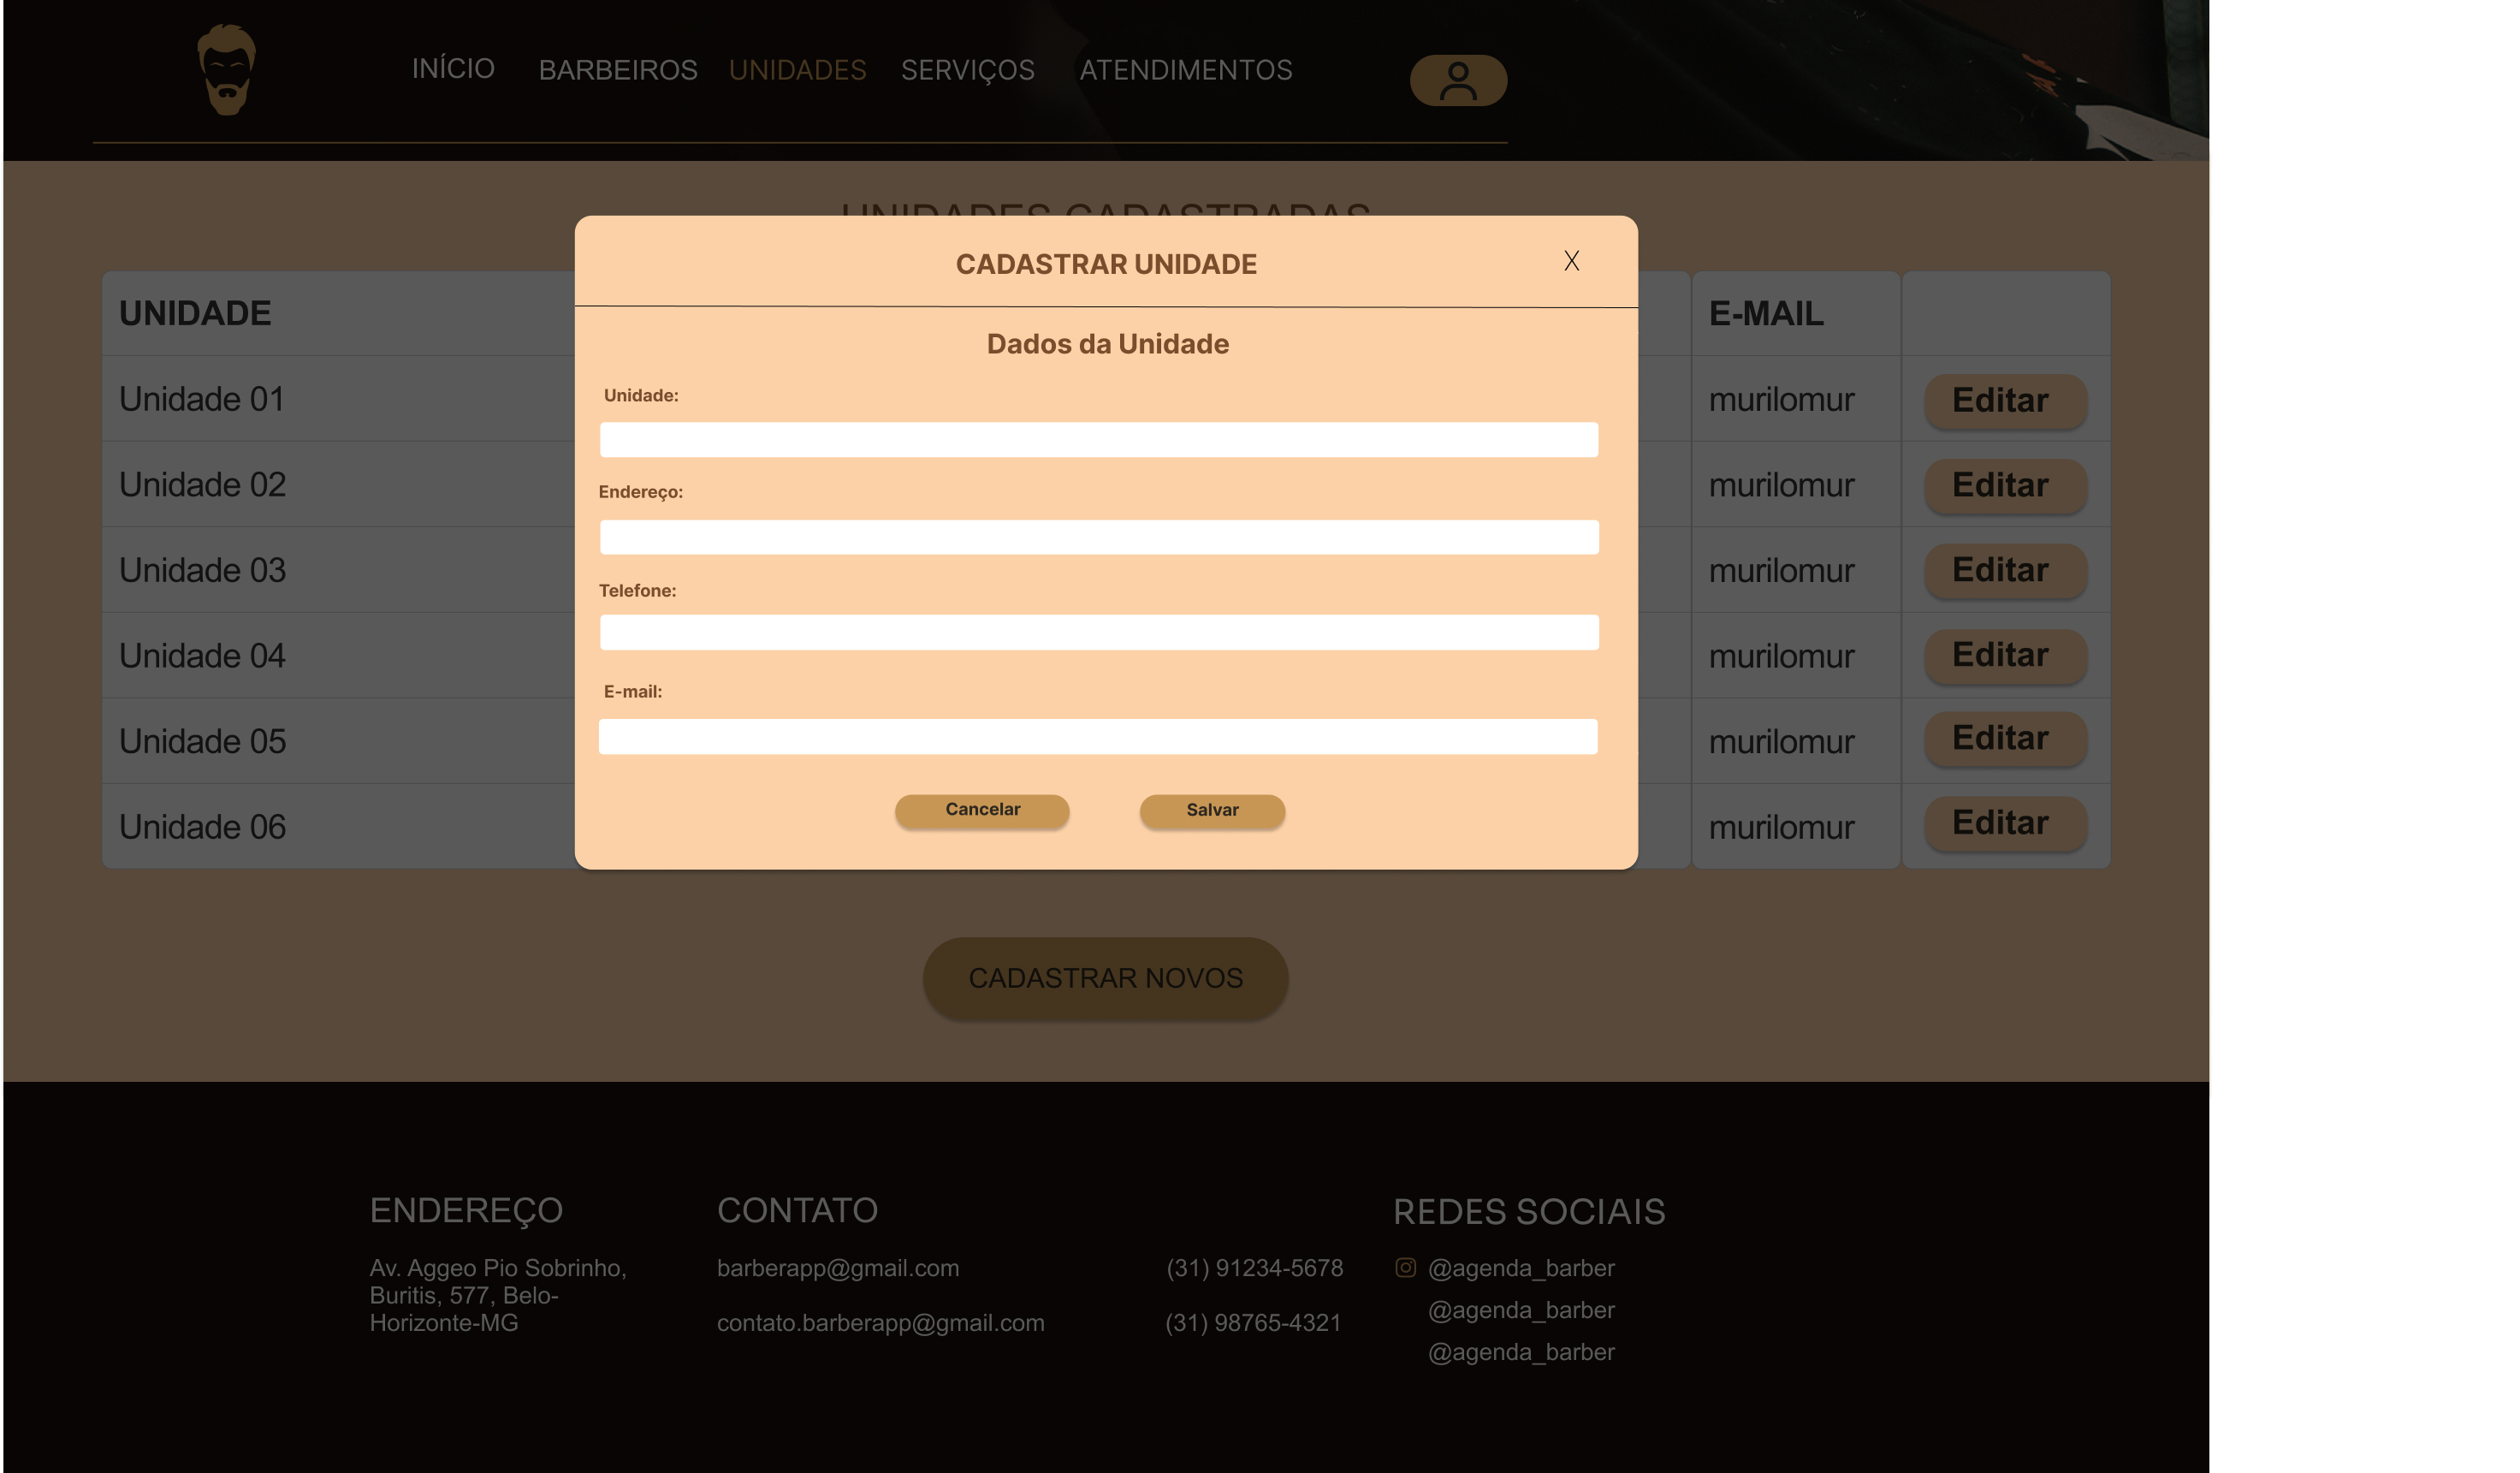 INÍCIO BARBEIROS UNIDADES SERVIÇOS ATENDIMENTOS
UNIDADES CADASTRADAS
CADASTRAR UNIDADE X
Dados da Unidade
Unidade:
Endereço:
Telefone:
E-mail:
Cancelar Salvar
UNIDADE E-MAIL
Unidade 01 murilomur Editar
Unidade 02 murilomur Editar
Unidade 03 murilomur Editar
Unidade 04 murilomur Editar
Unidade 05 murilomur Editar
Unidade 06 murilomur Editar
CADASTRAR NOVOS
ENDEREÇO
Av. Aggeo Pio Sobrinho,
Buritis, 577, Belo-
Horizonte-MG
CONTATO
barberapp@gmail.com (31) 91234-5678
contato.barberapp@gmail.com (31) 98765-4321
REDES SOCIAIS
@agenda_barber
@agenda_barber
@agenda_barber